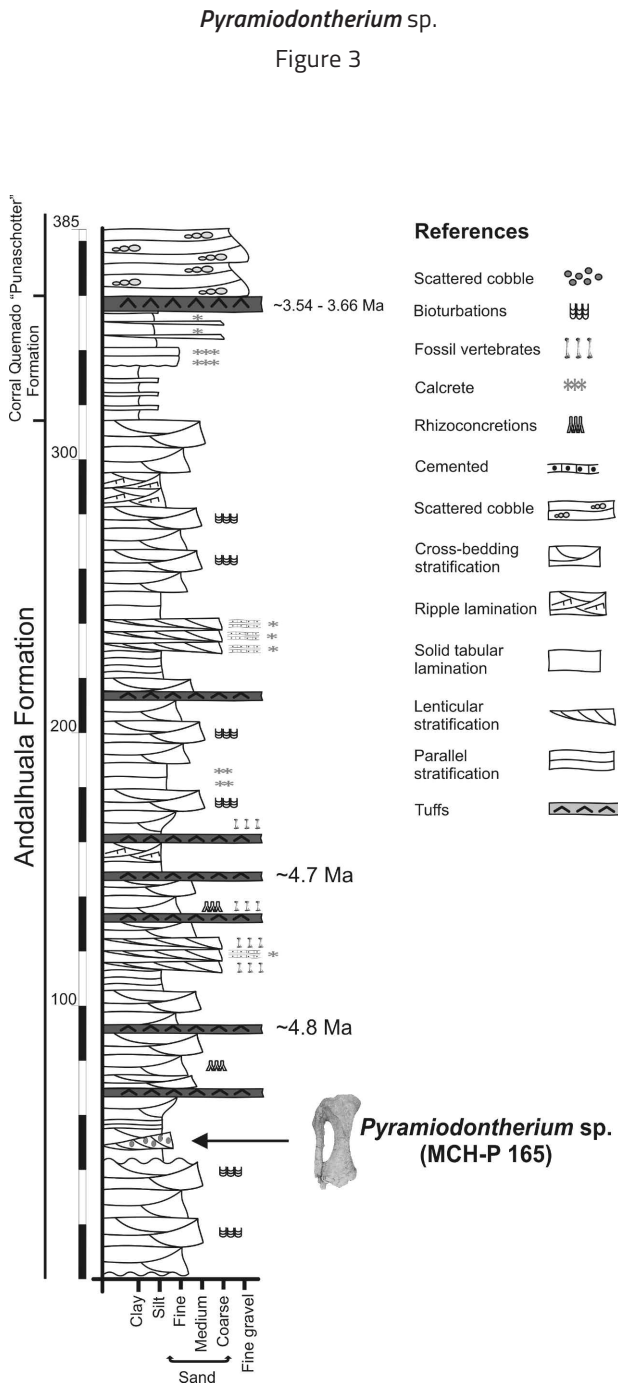 Pyramiodontherium sp.
Figure 3
Corral Quemado "Punaschotter"
Formation
Andalhuala Formation
385
300
200
100
~3.54 - 3.66 Ma
~4.7 Ma
~4.8 Ma
Pyramiodontherium sp.
(MCH-P 165)
References
Scattered cobble
Bioturbations
Fossil vertebrates
Calcrete
Rhizoconcretions
Cemented
Scattered cobble
Cross-bedding
stratification
Ripple lamination
Solid tabular
lamination
Lenticular
stratification
Parallel
stratification
Tuffs
Clay
Silt
Fine
Medium
Coarse
Fine gravel
Sand